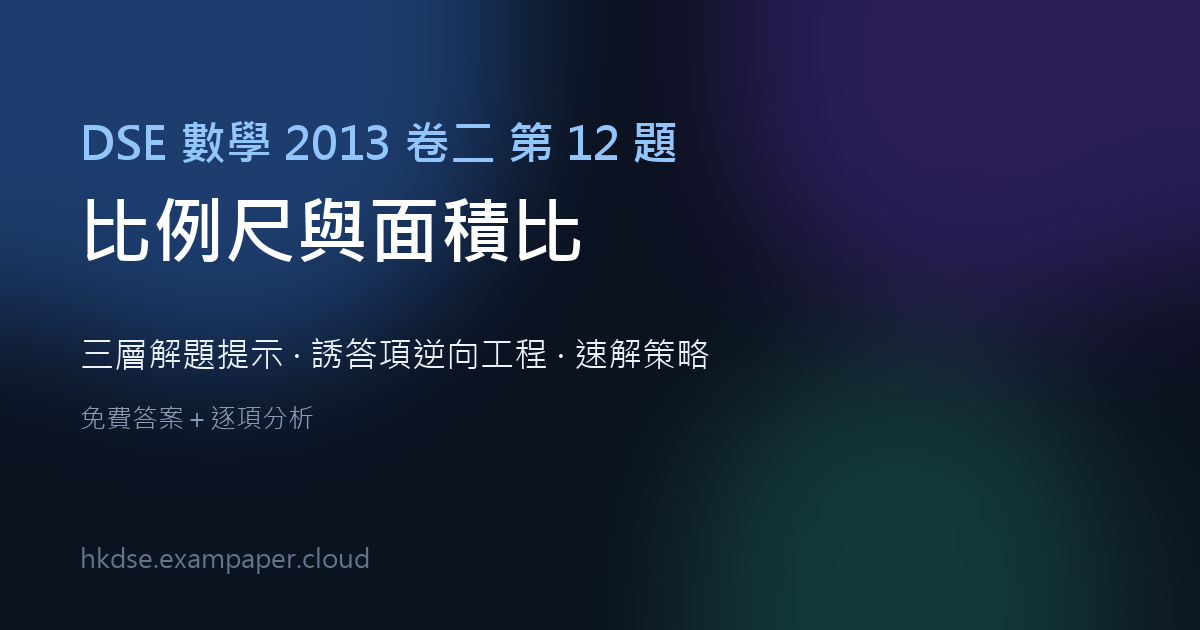 DSE 數學 2013 卷二 第 12 題
比例尺與面積比
三層解題提示 · 誘答項逆向工程 · 速解策略
免費答案 + 逐項分析
hkdse.exampaper.cloud